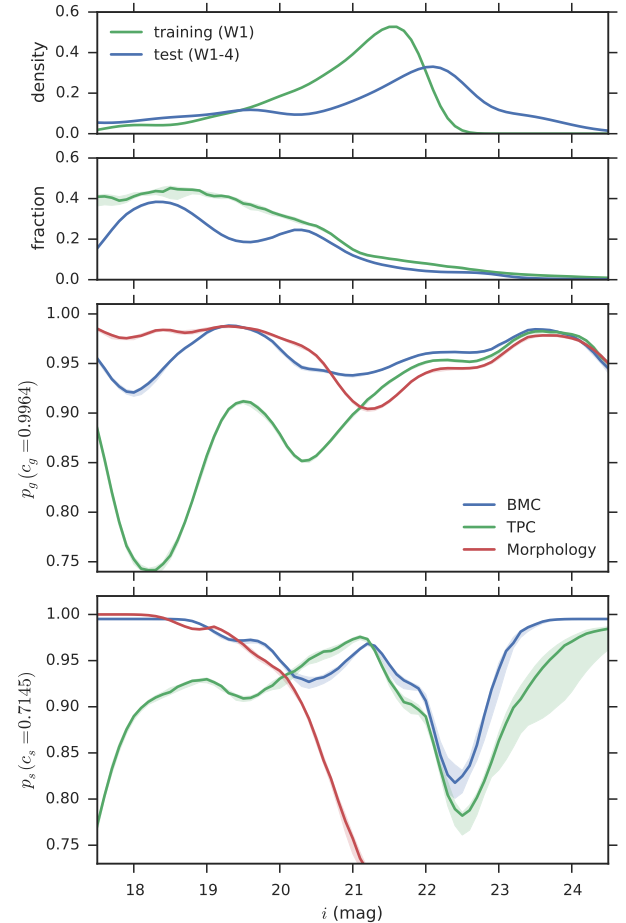 0.6
0.4
0.2
0.0
density
training (W1)
test (W1-4)
0.6
0.4
0.2
0.0
fraction
1.00
0.95
0.90
0.85
0.80
0.75
p_g (c_g = 0.9964)
BMC
TPC
Morphology
1.00
0.95
0.90
0.85
0.80
0.75
p_s (c_s = 0.7145)
18 19 20 21 22 23 24
i (mag)